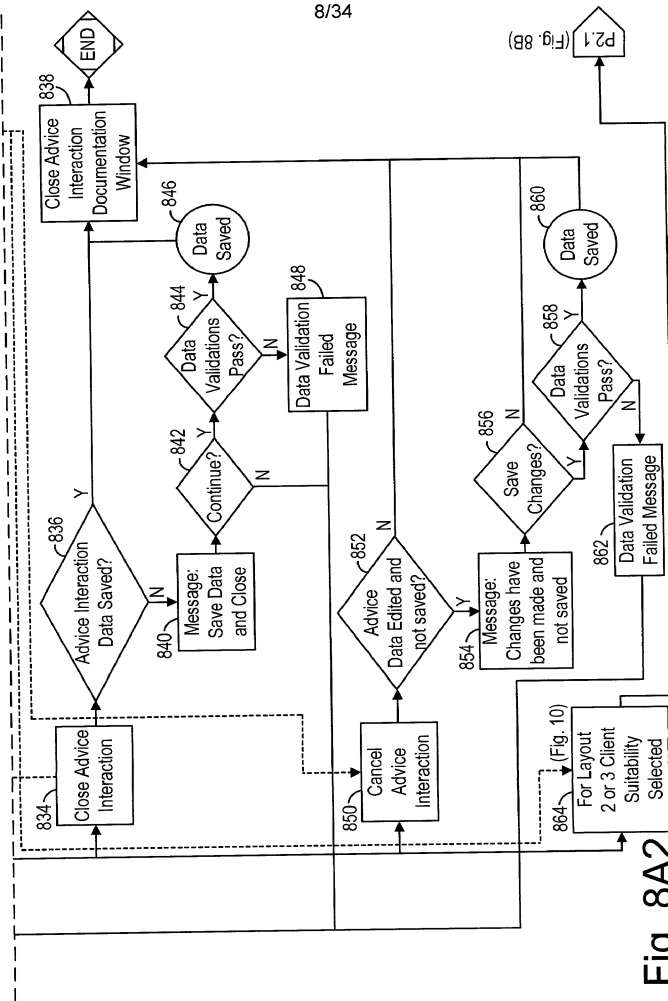 8/34
834
Close Advice
Interaction
836
Advice Interaction
Data Saved?
Y
N
838
Close Advice
Interaction
Documentation
Window
END
840
Message:
Save Data
and Close
842
Continue?
Y
N
844
Data
Validations
Pass?
Y
N
846
Data
Saved
848
Data Validation
Failed
Message
850
Cancel
Advice
Interaction
852
Advice
Data Edited and
not saved?
N
Y
854
Message:
Changes have
been made and
not saved
856
Save
Changes?
N
Y
858
Data
Validations
Pass?
Y
N
860
Data
Saved
862
Data Validation
Failed Message
864
(Fig. 10)
For Layout
2 or 3 Client
Suitability
Selected
P2.1
(Fig. 8B)
Fig. 8A2